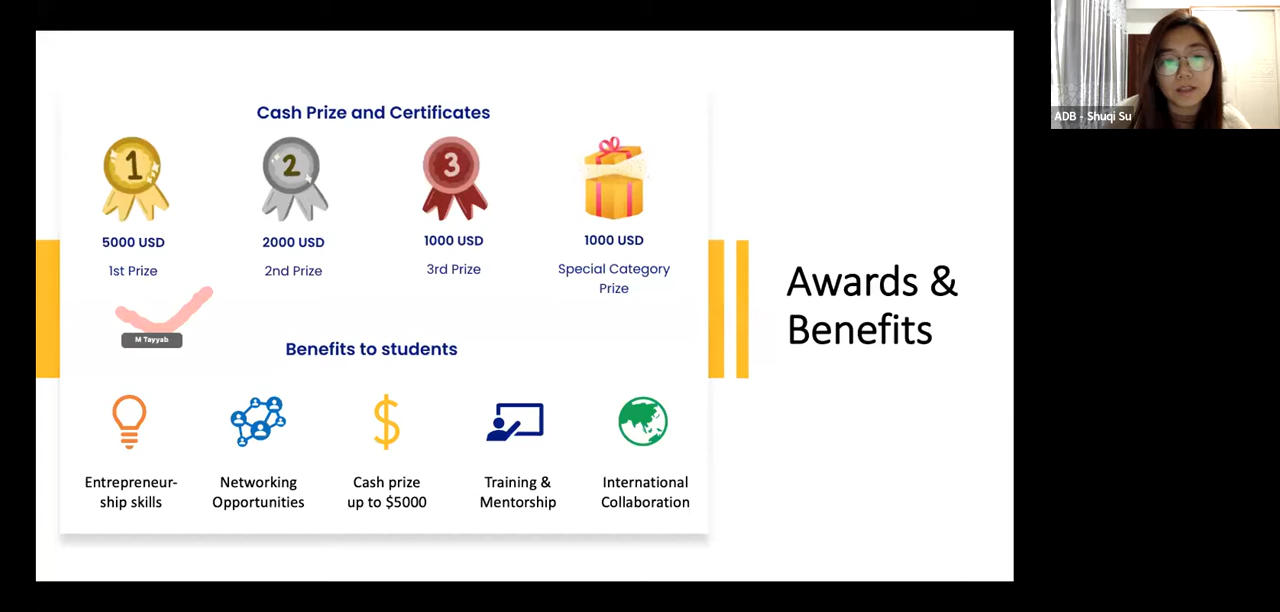 Cash Prize and Certificates
1
2
3
5000 USD
2000 USD
1000 USD
1000 USD
1st Prize
2nd Prize
3rd Prize
Special Category
Prize
M Tayyab
Benefits to students
Entrepreneur-
ship skills
Networking
Opportunities
Cash prize
up to $5000
Training &
Mentorship
International
Collaboration
Awards &
Benefits
ADB - Shuqi Su